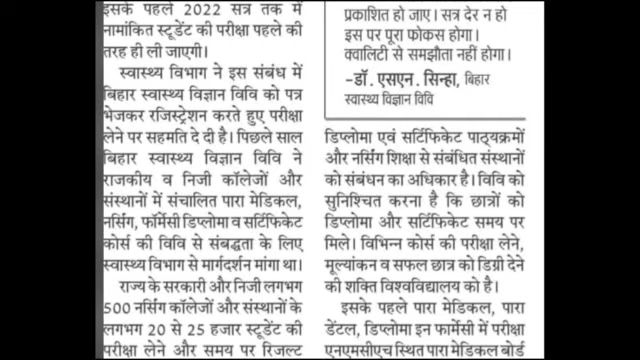 इसके पहले 2022 सत्र तक में
नामांकित स्टूडेंट की परीक्षा पहले की
तरह ही ली जाएगी।
स्वास्थ्य विभाग ने इस संबंध में
बिहार स्वास्थ्य विज्ञान विवि को पत्र
भेजकर रजिस्ट्रेशन करते हुए परीक्षा
लेने पर सहमति दे दी है। पिछले साल
बिहार स्वास्थ्य विज्ञान विवि ने
राजकीय व निजी कॉलेजों और
संस्थानों में संचालित पारा मेडिकल,
नर्सिंग, फॉर्मेसी डिप्लोमा व सर्टिफिकेट
कोर्स की विवि से संबद्धता के लिए
स्वास्थ्य विभाग से मार्गदर्शन मांगा था।
राज्य के सरकारी और निजी लगभग
500 नर्सिंग कॉलेजों और संस्थानों के
लगभग 20 से 25 हजार स्टूडेंट की
परीक्षा लेने और समय पर रिजल्ट
प्रकाशित हो जाए। सत्र देर न हो
इस पर पूरा फोकस होगा।
क्वालिटी से समझौता नहीं होगा।
-डॉ. एसएन. सिन्हा, बिहार
स्वास्थ्य विज्ञान विवि
डिप्लोमा एवं सर्टिफिकेट पाठ्यक्रमों
और नर्सिंग शिक्षा से संबंधित संस्थानों
को संबंधन का अधिकार है। विवि को
सुनिश्चित करना है कि छात्रों को
डिप्लोमा और सर्टिफिकेट समय पर
मिले। विभिन्न कोर्स की परीक्षा लेने,
मूल्यांकन व सफल छात्र को डिग्री देने
की शक्ति विश्वविद्यालय को है।
इसके पहले पारा मेडिकल, पारा
डेंटल, डिप्लोमा इन फार्मेसी में परीक्षा
एनएमसीएच स्थित पारा मेडिकल बोर्ड